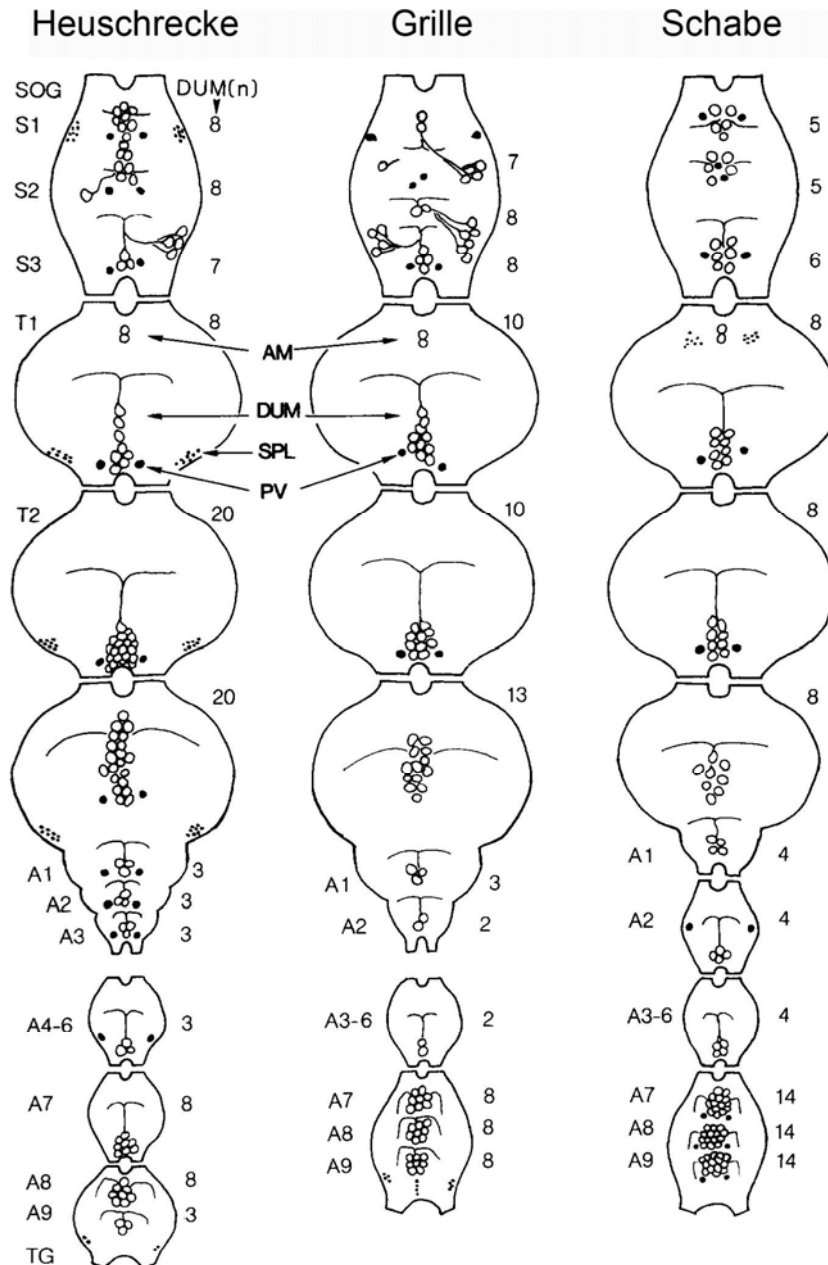 Heuschrecke Grille Schabe
SOG DUM(n)
S1 8 5
7
S2 8 5
8
S3 7 8 6
T1 8 10 8
AM
DUM
SPL
PV
T2 20 10 8
20 13 8
A1 3 A1 3 A1 4
A2 3 A2 2 A2 4
A3 3
A4-6 3 A3-6 2 A3-6 4
A7 8 A7 8 A7 14
A8 8 A8 14
A9 8 A9 14
A8 8
A9 3
TG